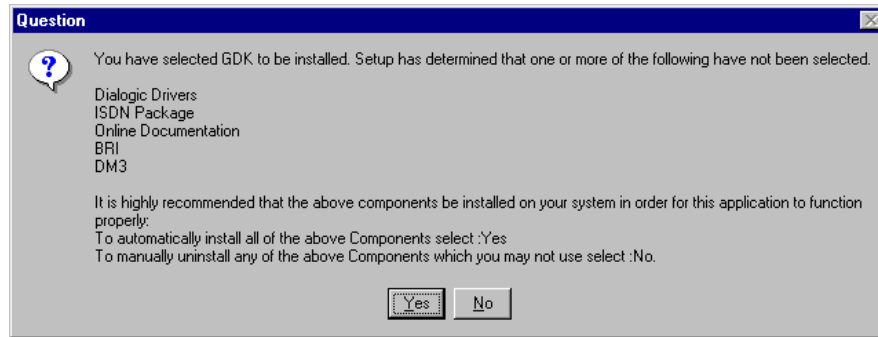 Question
You have selected GDK to be installed. Setup has determined that one or more of the following have not been selected.
Dialogic Drivers
ISDN Package
Online Documentation
BRI
DM3
It is highly recommended that the above components be installed on your system in order for this application to function
properly:
To automatically install all of the above Components select :Yes
To manually uninstall any of the above Components which you may not use select :No.
Yes No